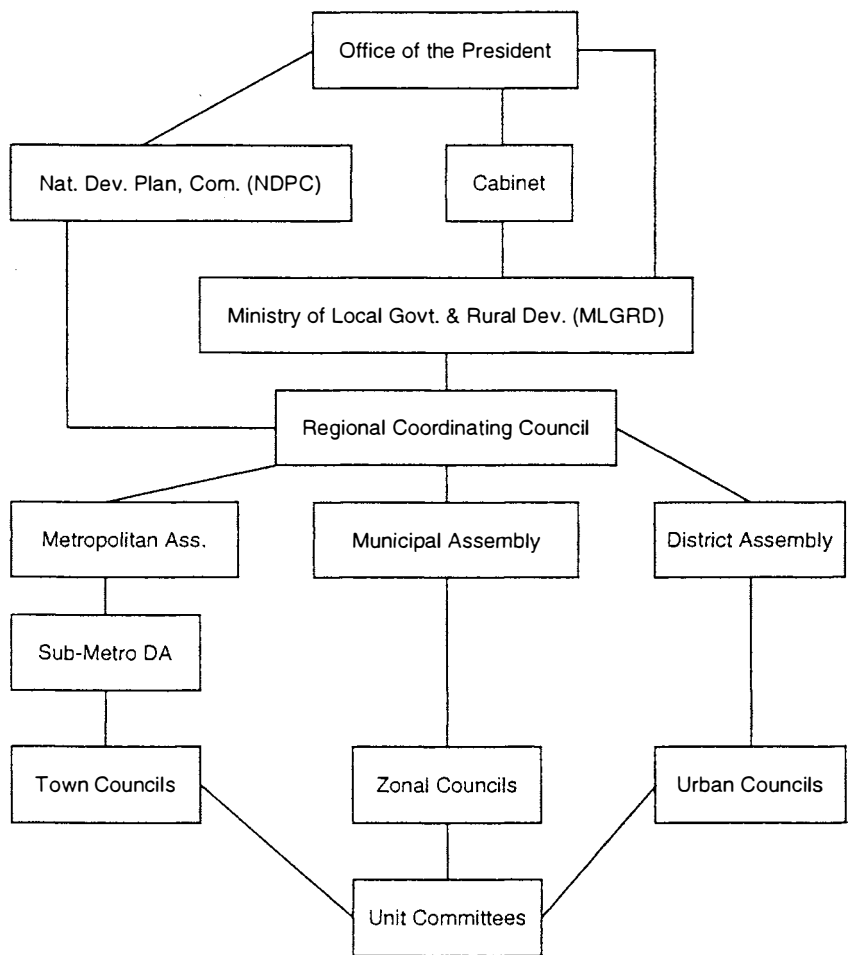 Office of the President
Nat. Dev. Plan, Com. (NDPC)
Cabinet
Ministry of Local Govt. & Rural Dev. (MLGRD)
Regional Coordinating Council
Metropolitan Ass.
Municipal Assembly
District Assembly
Sub-Metro DA
Town Councils
Zonal Councils
Urban Councils
Unit Committees